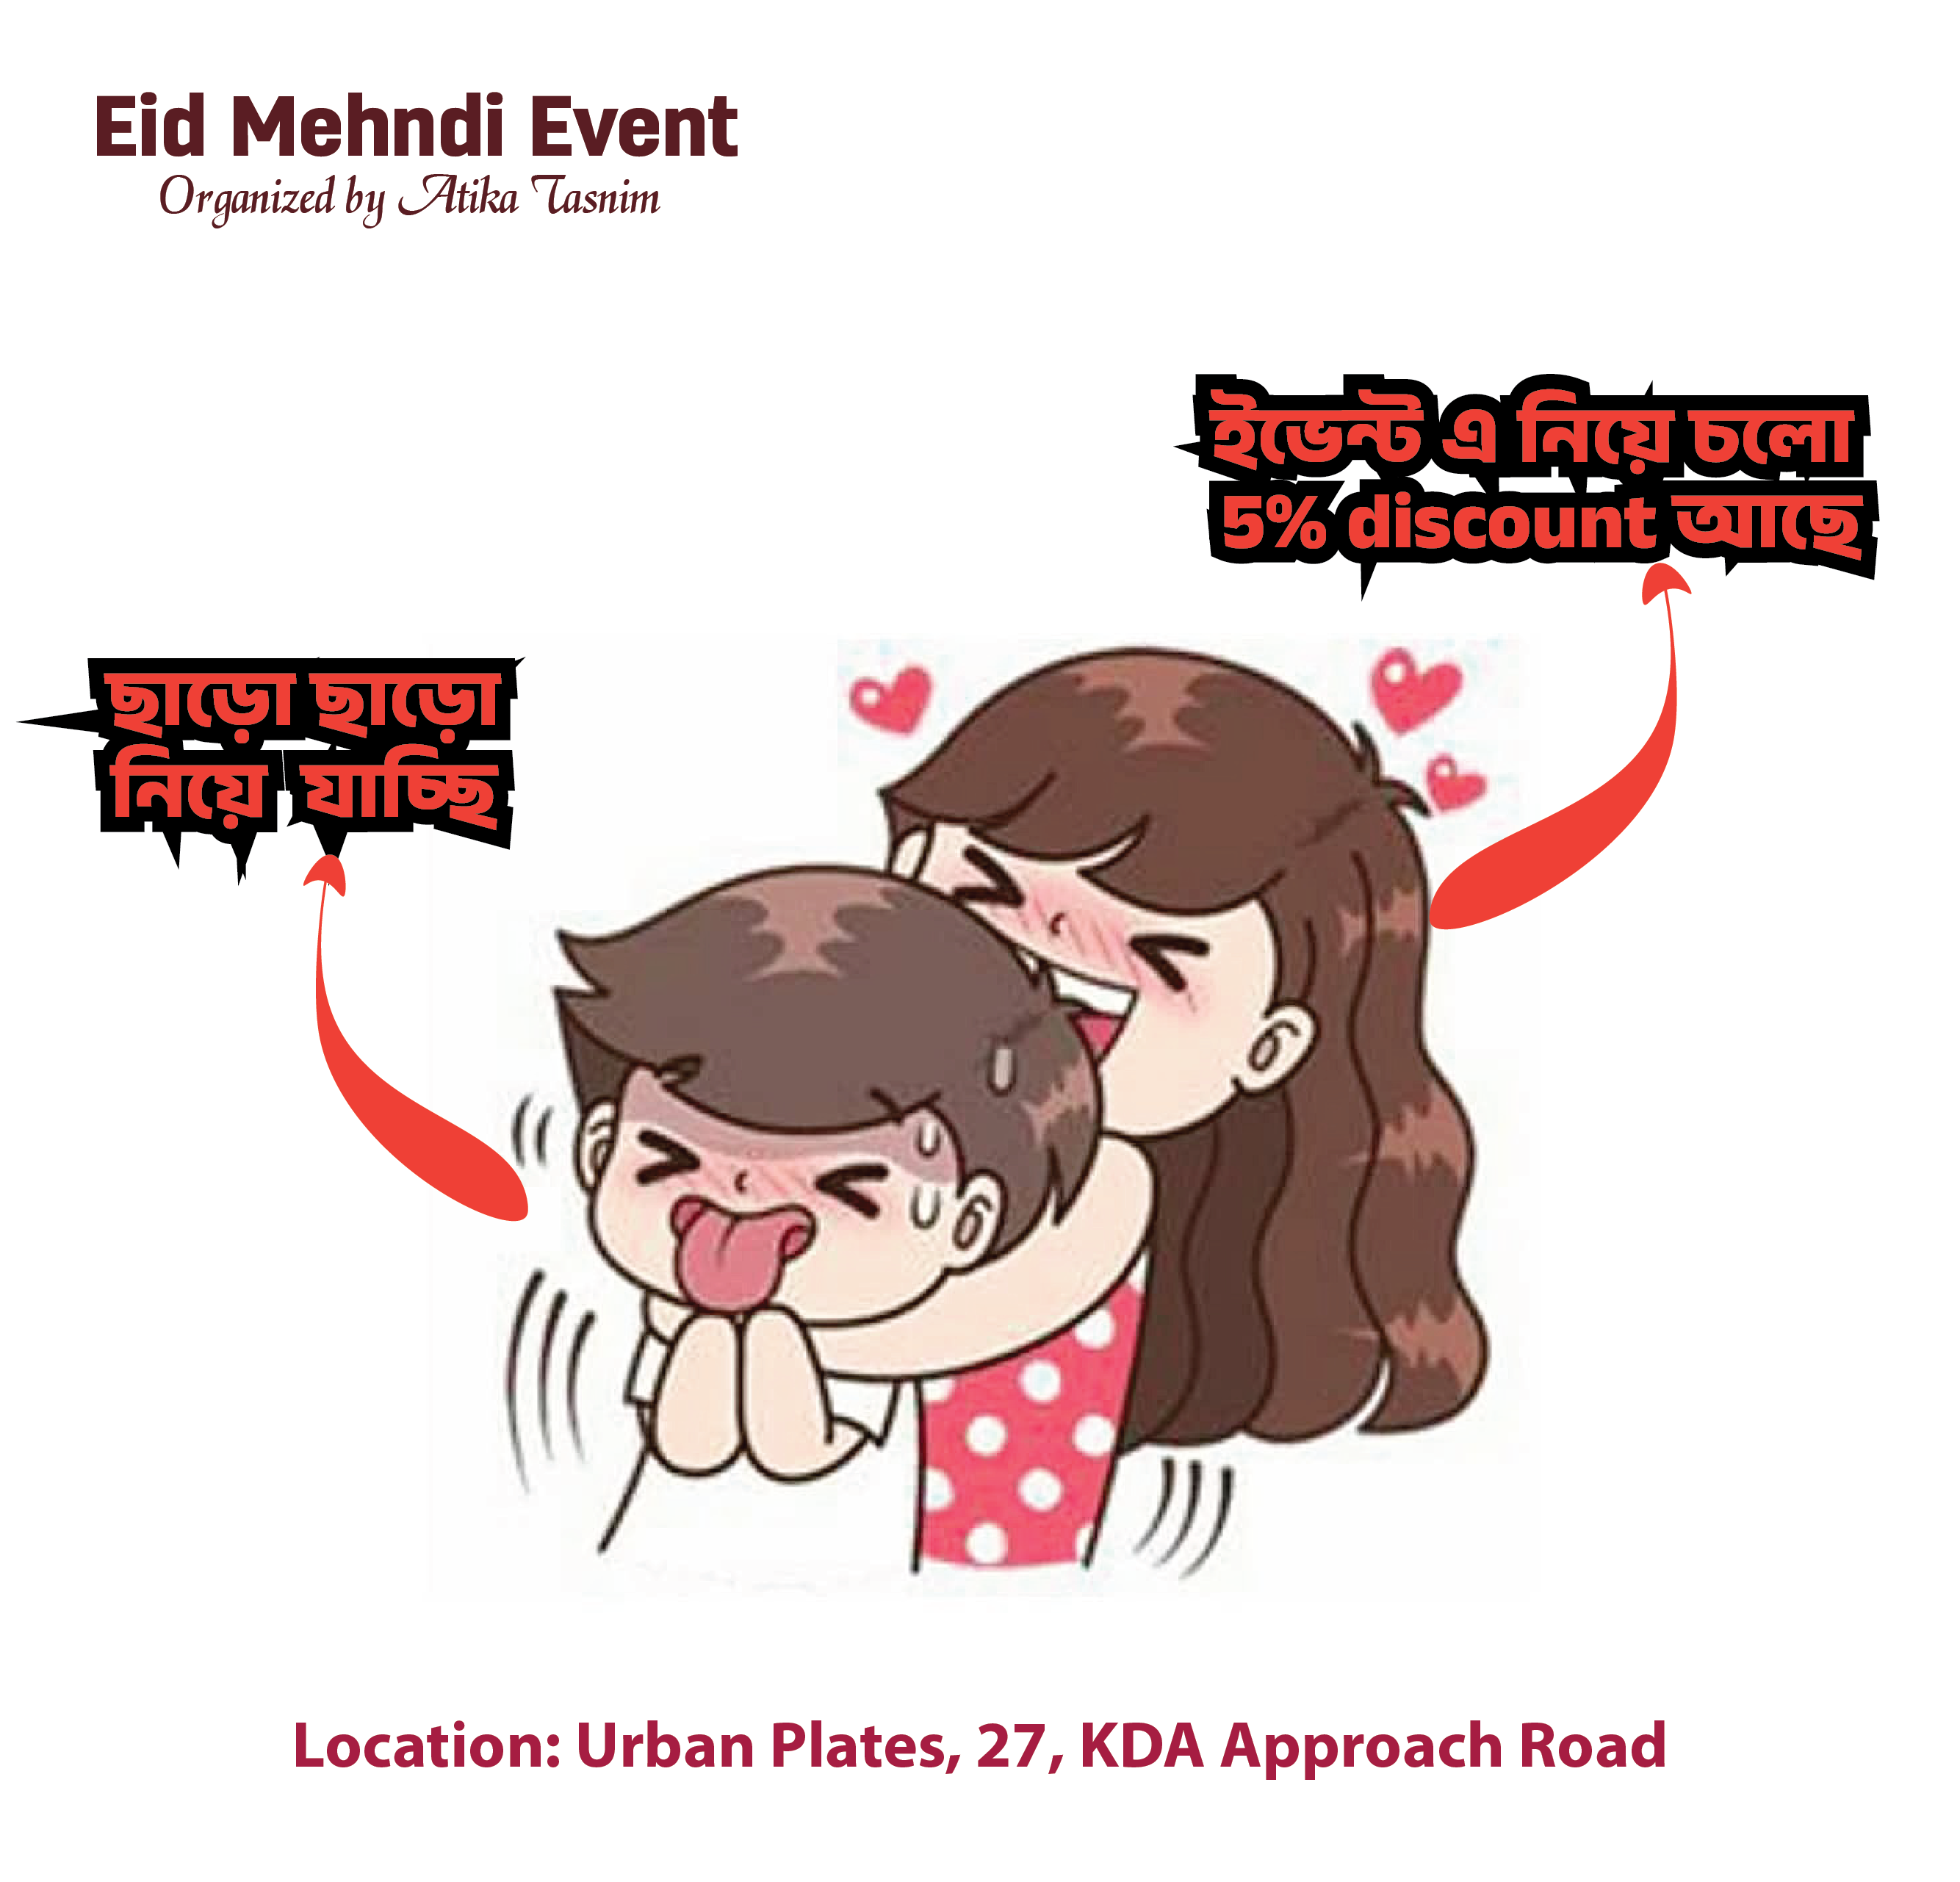 Eid Mehndi Event
Organized by Atika Tasnim
ইভেন্ট এ নিয়ে চলো
5% discount আছে
ছাড়ো ছাড়ো
নিয়ে যাচ্ছি
Location: Urban Plates, 27, KDA Approach Road